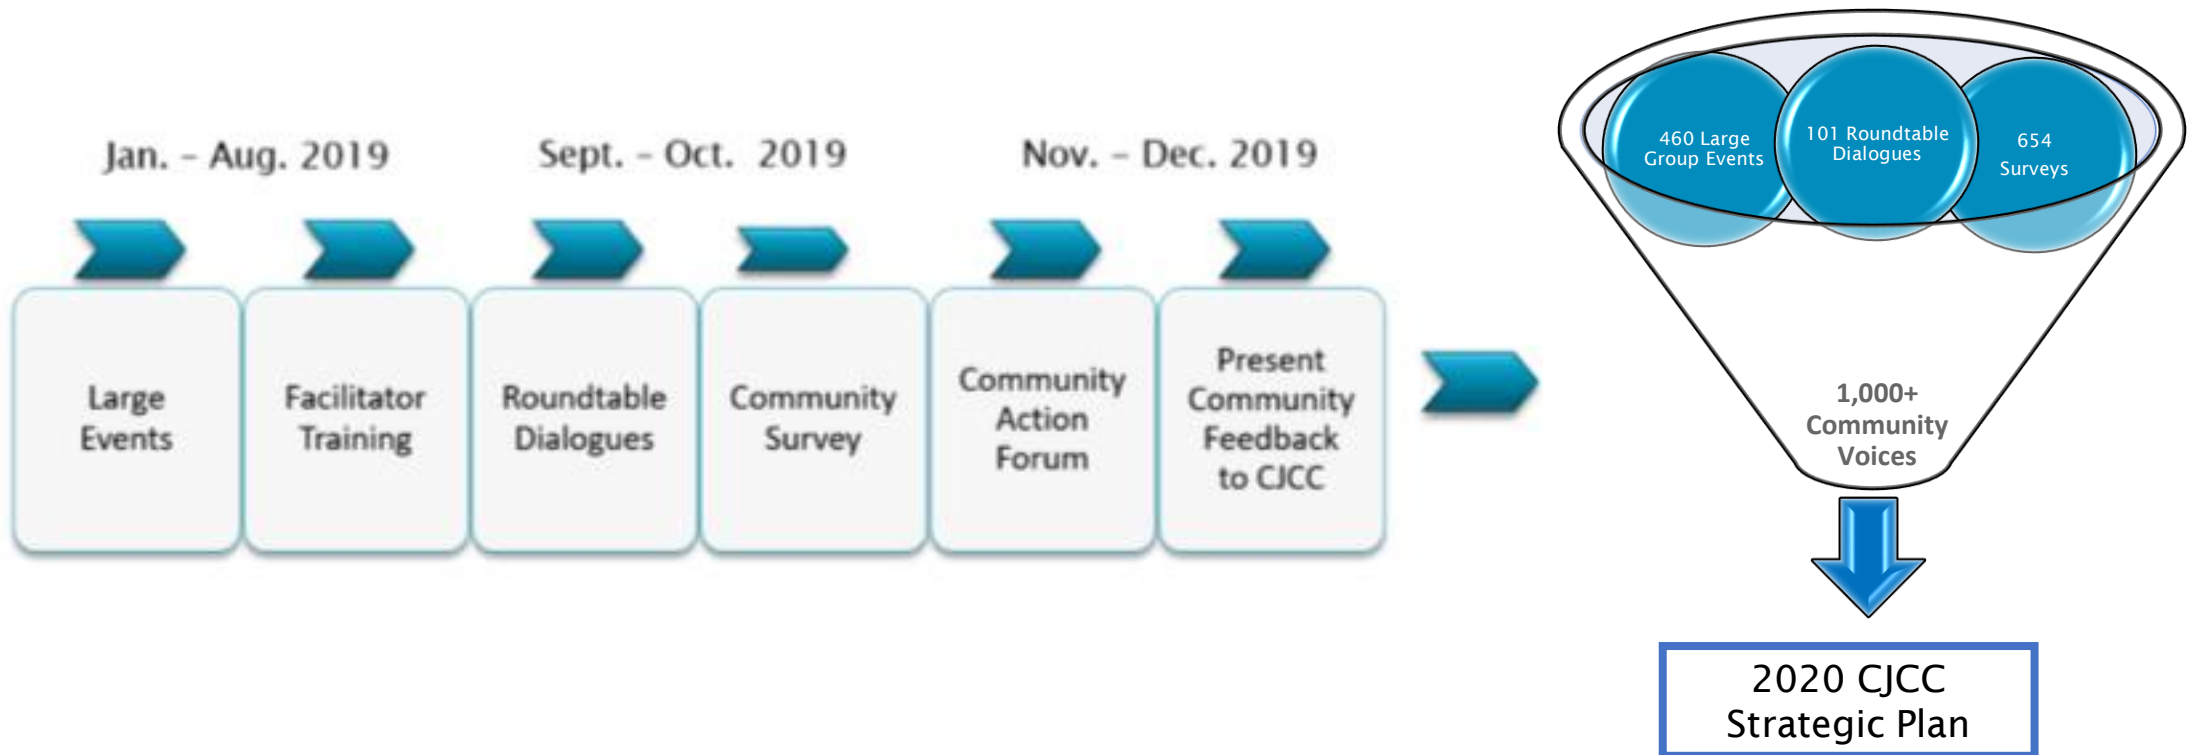 Jan. – Aug. 2019
Sept. – Oct. 2019
Nov. – Dec. 2019
Large
Events
Facilitator
Training
Roundtable
Dialogues
Community
Survey
Community
Action
Forum
Present
Community
Feedback
to CJCC
460 Large
Group Events
101 Roundtable
Dialogues
654
Surveys
1,000+
Community
Voices
2020 CJCC
Strategic Plan